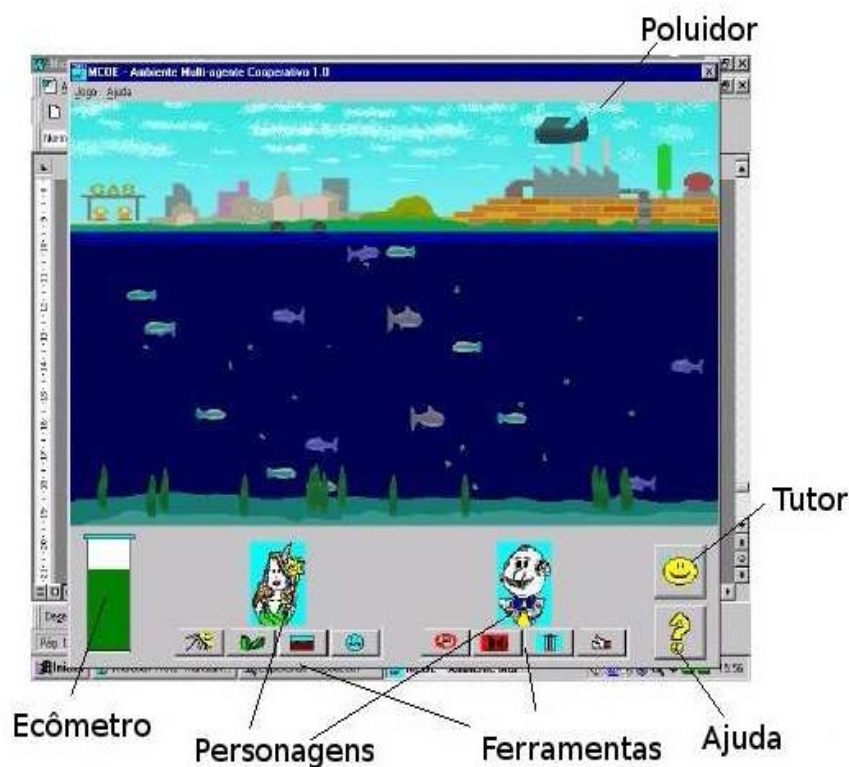 Poluidor
MCOE - Ambiente Multi-agente Cooperativo 1.0
Jogo Ajuda
GAS
Tutor
Ecômetro
Personagens
Ferramentas
Ajuda